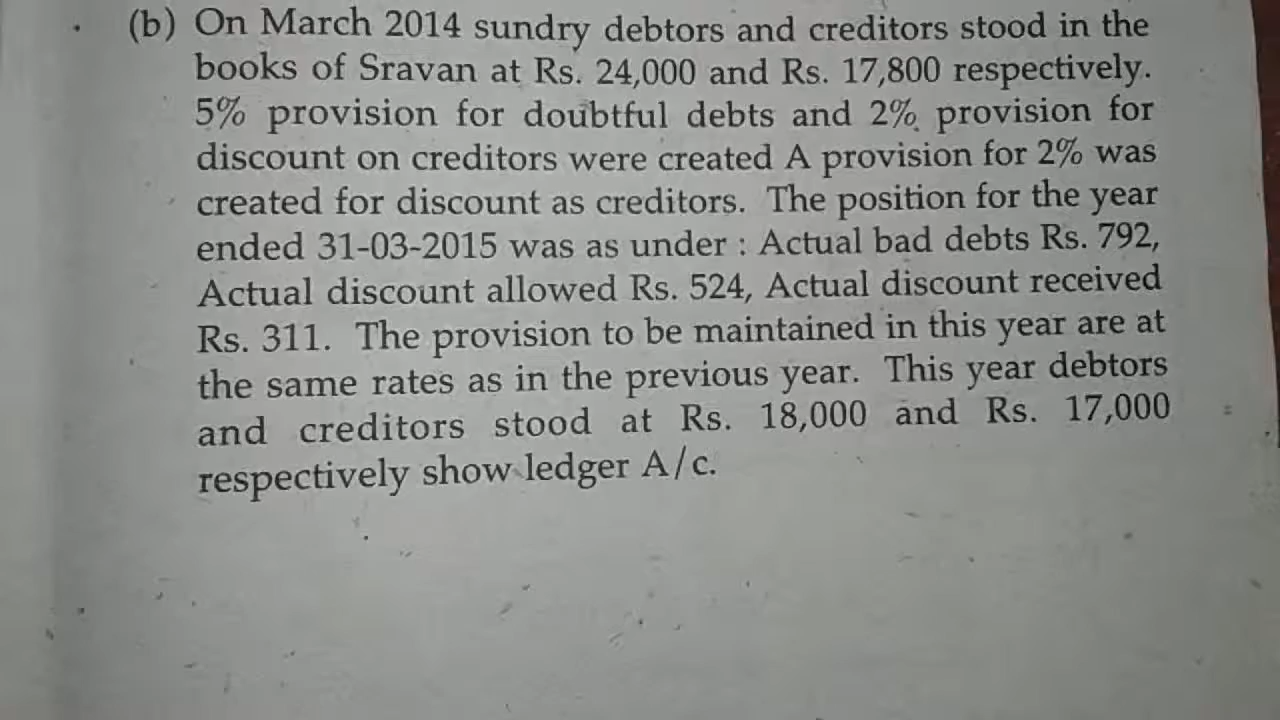 (b) On March 2014 sundry debtors and creditors stood in the
books of Sravan at Rs. 24,000 and Rs. 17,800 respectively.
5% provision for doubtful debts and 2% provision for
discount on creditors were created A provision for 2% was
created for discount as creditors. The position for the year
ended 31-03-2015 was as under : Actual bad debts Rs. 792,
Actual discount allowed Rs. 524, Actual discount received
Rs. 311. The provision to be maintained in this year are at
the same rates as in the previous year. This year debtors
and creditors stood at Rs. 18,000 and Rs. 17,000
respectively show ledger A/c.